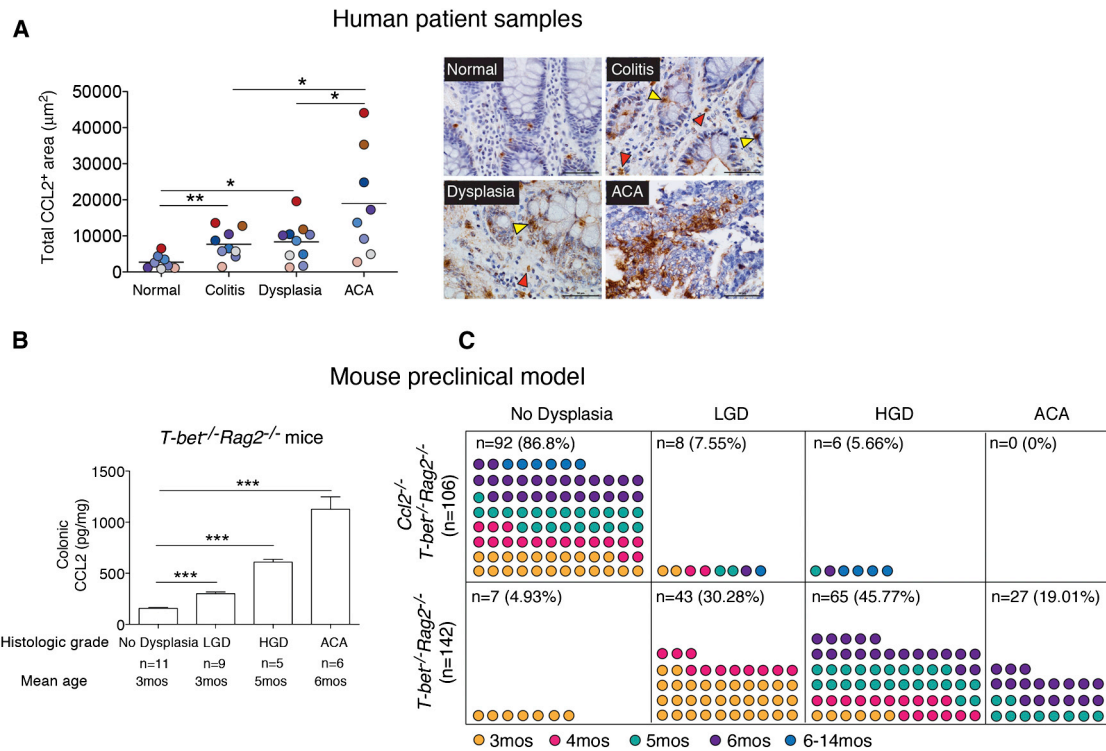 Human patient samples
A
Total CCL2+ area (μm2)
50000
40000
30000
20000
10000
0
*
*
*
**
Normal Colitis Dysplasia ACA
Normal
Colitis
Dysplasia
ACA
B
C
Mouse preclinical model
T-bet-/-Rag2-/- mice
Colonic
CCL2 (pg/mg)
1500
1000
500
0
***
***
***
Histologic grade No Dysplasia LGD HGD ACA
n=11 n=9 n=5 n=6
Mean age 3mos 3mos 5mos 6mos
No Dysplasia LGD HGD ACA
Ccl2-/-
T-bet-/-Rag2-/-
(n=106)
n=92 (86.8%) n=8 (7.55%) n=6 (5.66%) n=0 (0%)
T-bet-/-Rag2-/-
(n=142)
n=7 (4.93%) n=43 (30.28%) n=65 (45.77%) n=27 (19.01%)
3mos 4mos 5mos 6mos 6-14mos